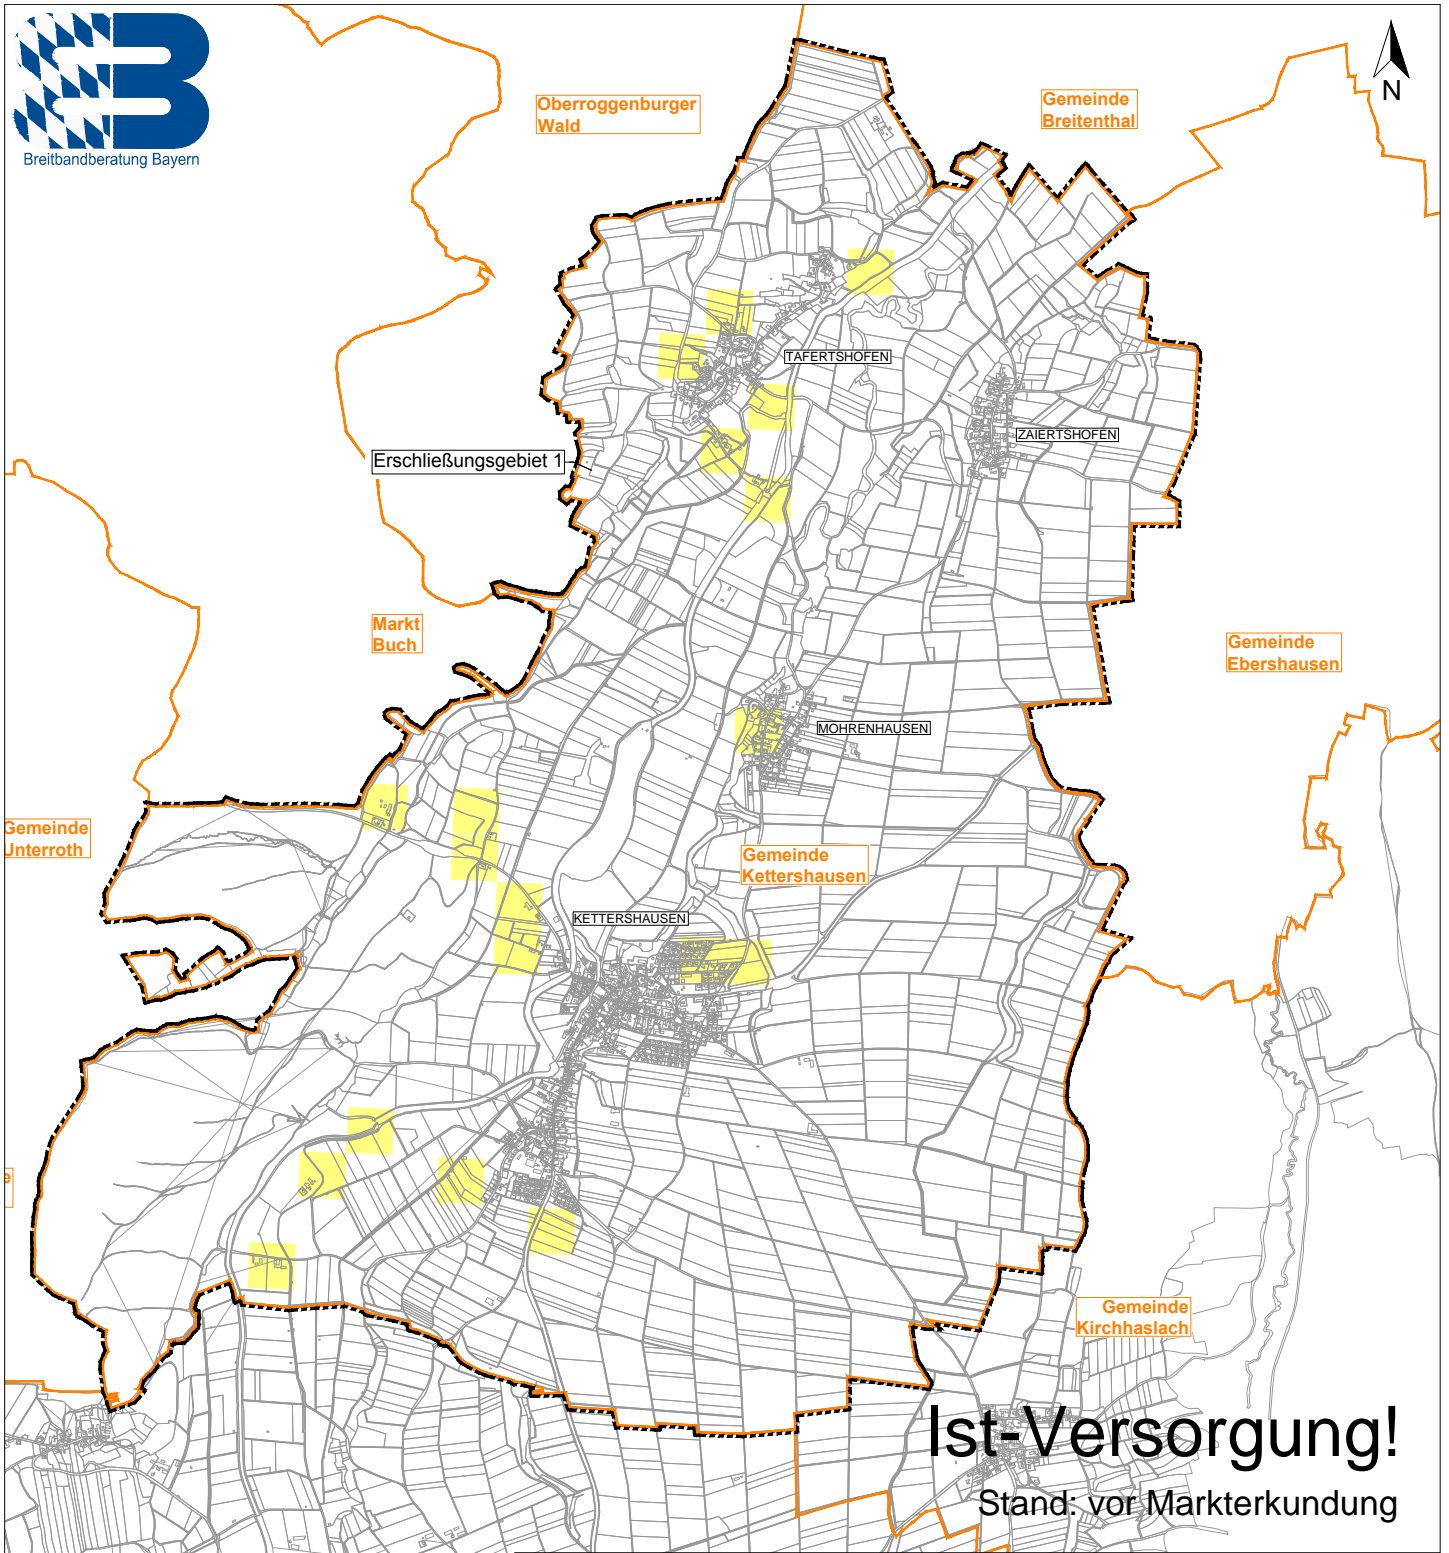 Breitbandberatung Bayern
N
Oberroggenburger
Wald
Gemeinde
Breitenthal
TAFERTSHOFEN
ZAIERTSHOFEN
Erschließungsgebiet 1
Markt
Buch
Gemeinde
Ebershausen
MOHRENHAUSEN
Gemeinde
Unterroth
Gemeinde
Kettershausen
KETTERSHAUSEN
e
Gemeinde
Kirchhaslach
Ist-Versorgung!
Stand: vor Markterkundung